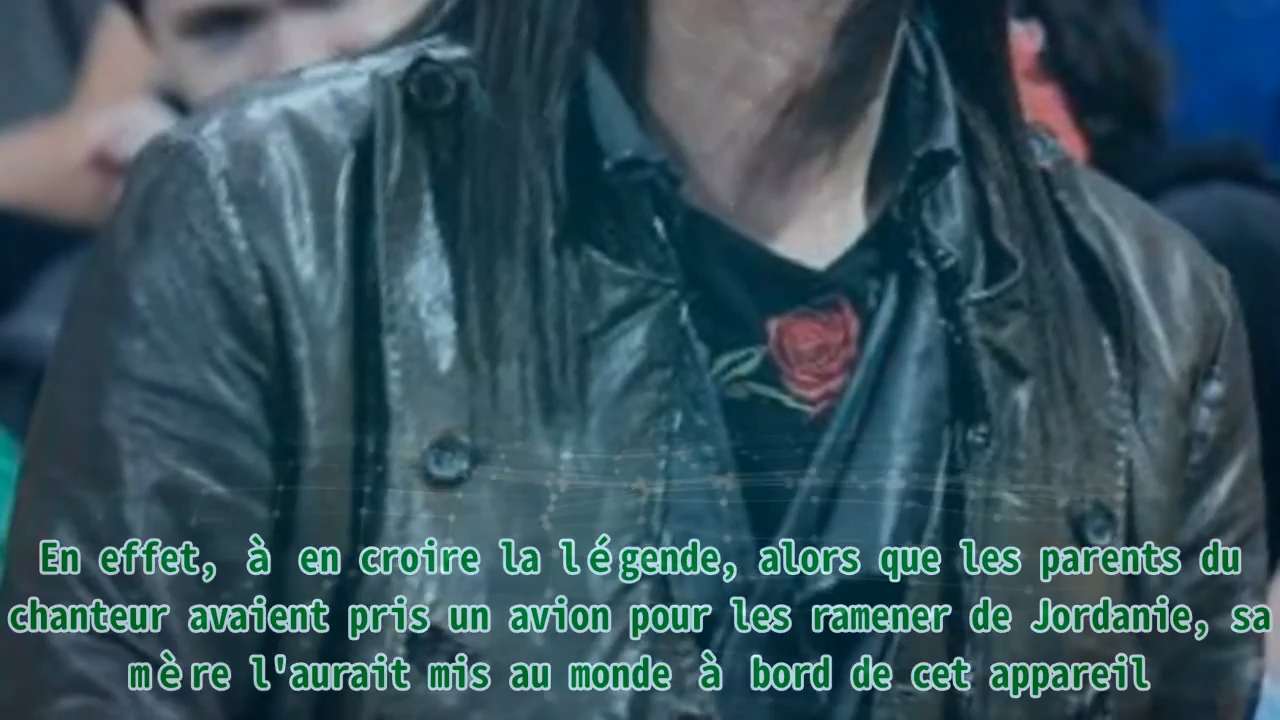 En effet, à en croire la légende, alors que les parents du
chanteur avaient pris un avion pour les ramener de Jordanie, sa
mère l'aurait mis au monde à bord de cet appareil